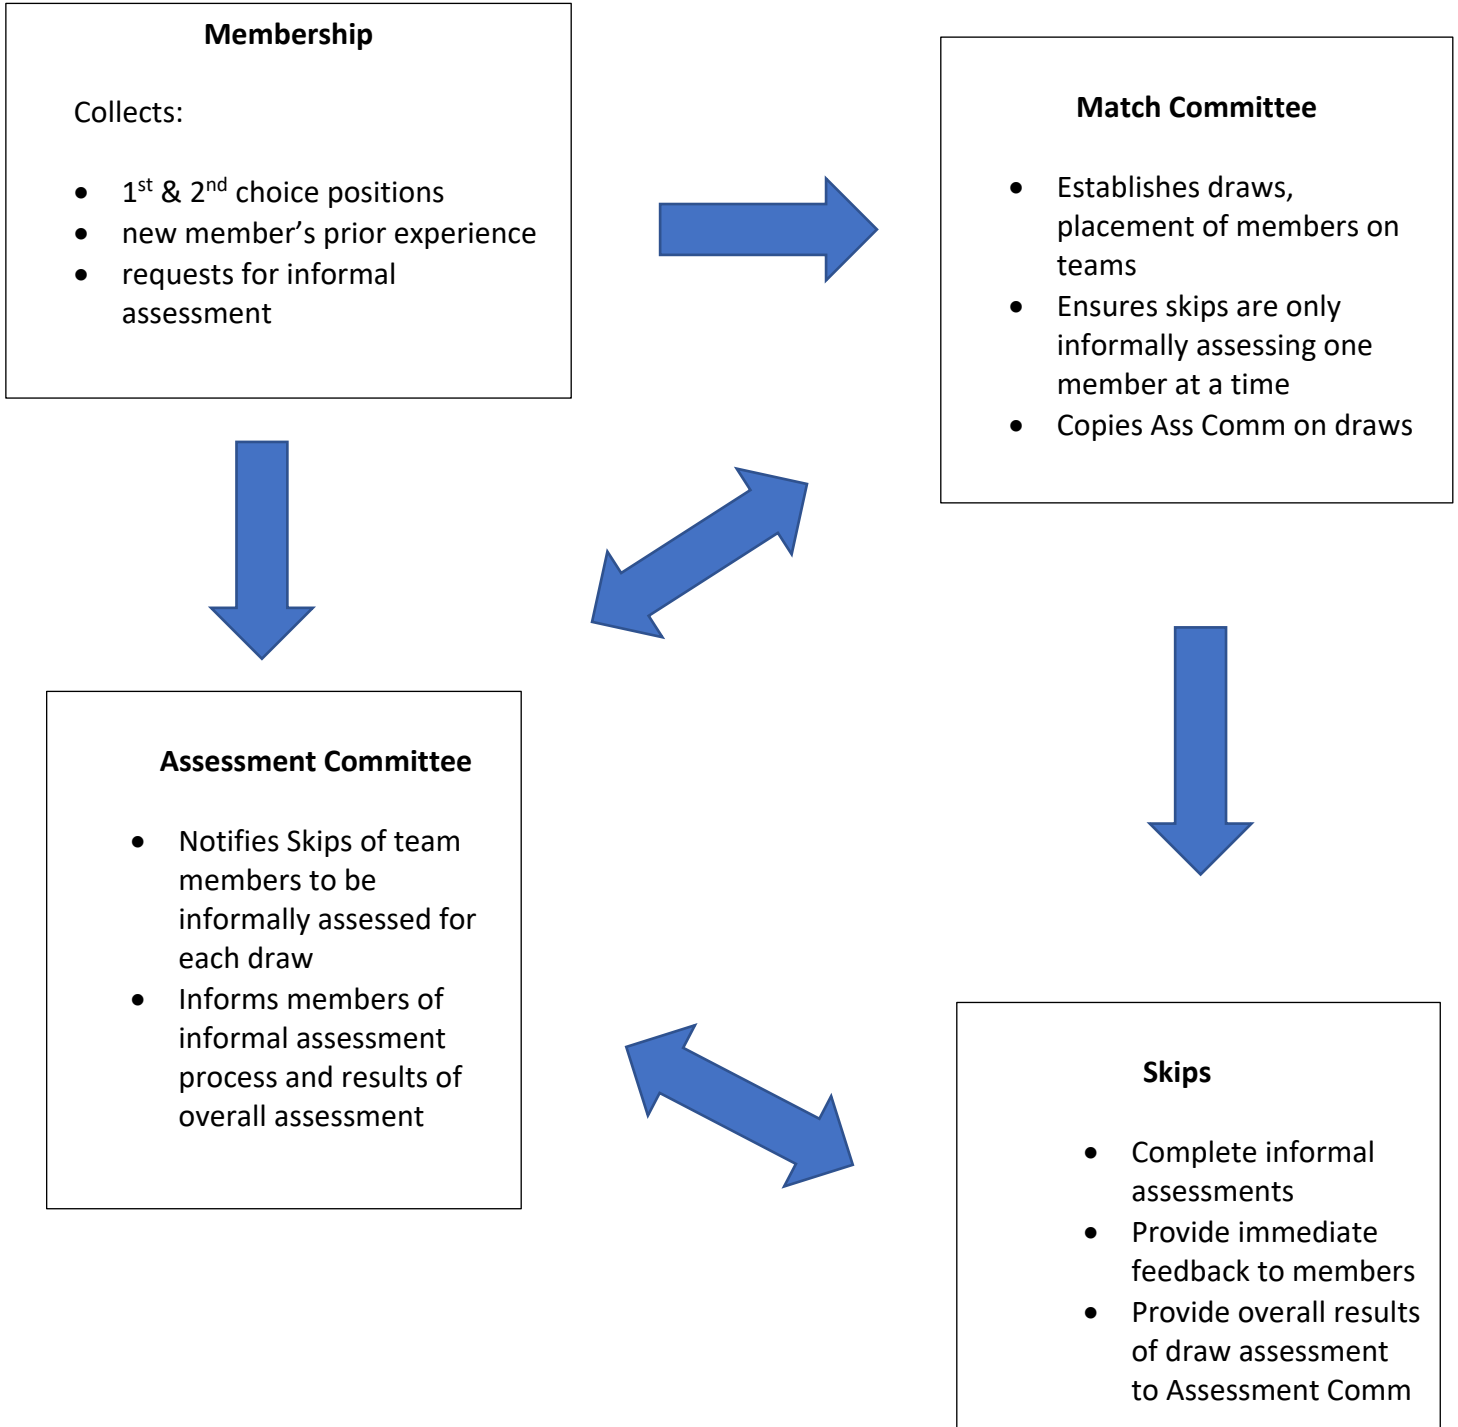 Membership
Collects:
• 1st & 2nd choice positions
• new member’s prior experience
• requests for informal
assessment
Match Committee
• Establishes draws,
placement of members on
teams
• Ensures skips are only
informally assessing one
member at a time
• Copies Ass Comm on draws
Assessment Committee
• Notifies Skips of team
members to be
informally assessed for
each draw
• Informs members of
informal assessment
process and results of
overall assessment
Skips
• Complete informal
assessments
• Provide immediate
feedback to members
• Provide overall results
of draw assessment
to Assessment Comm